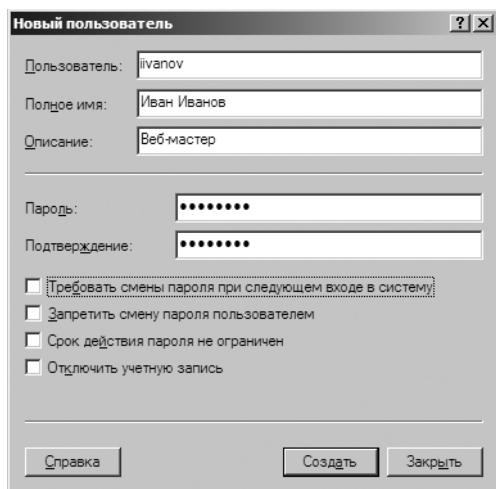 Новый пользователь
Пользователь: iivanov
Полное имя: Иван Иванов
Описание: Веб-мастер
Пароль: ●●●●●●●●
Подтверждение: ●●●●●●●●
Требовать смены пароля при следующем входе в систему
Запретить смену пароля пользователем
Срок действия пароля не ограничен
Отключить учетную запись
Справка Создать Закрыть